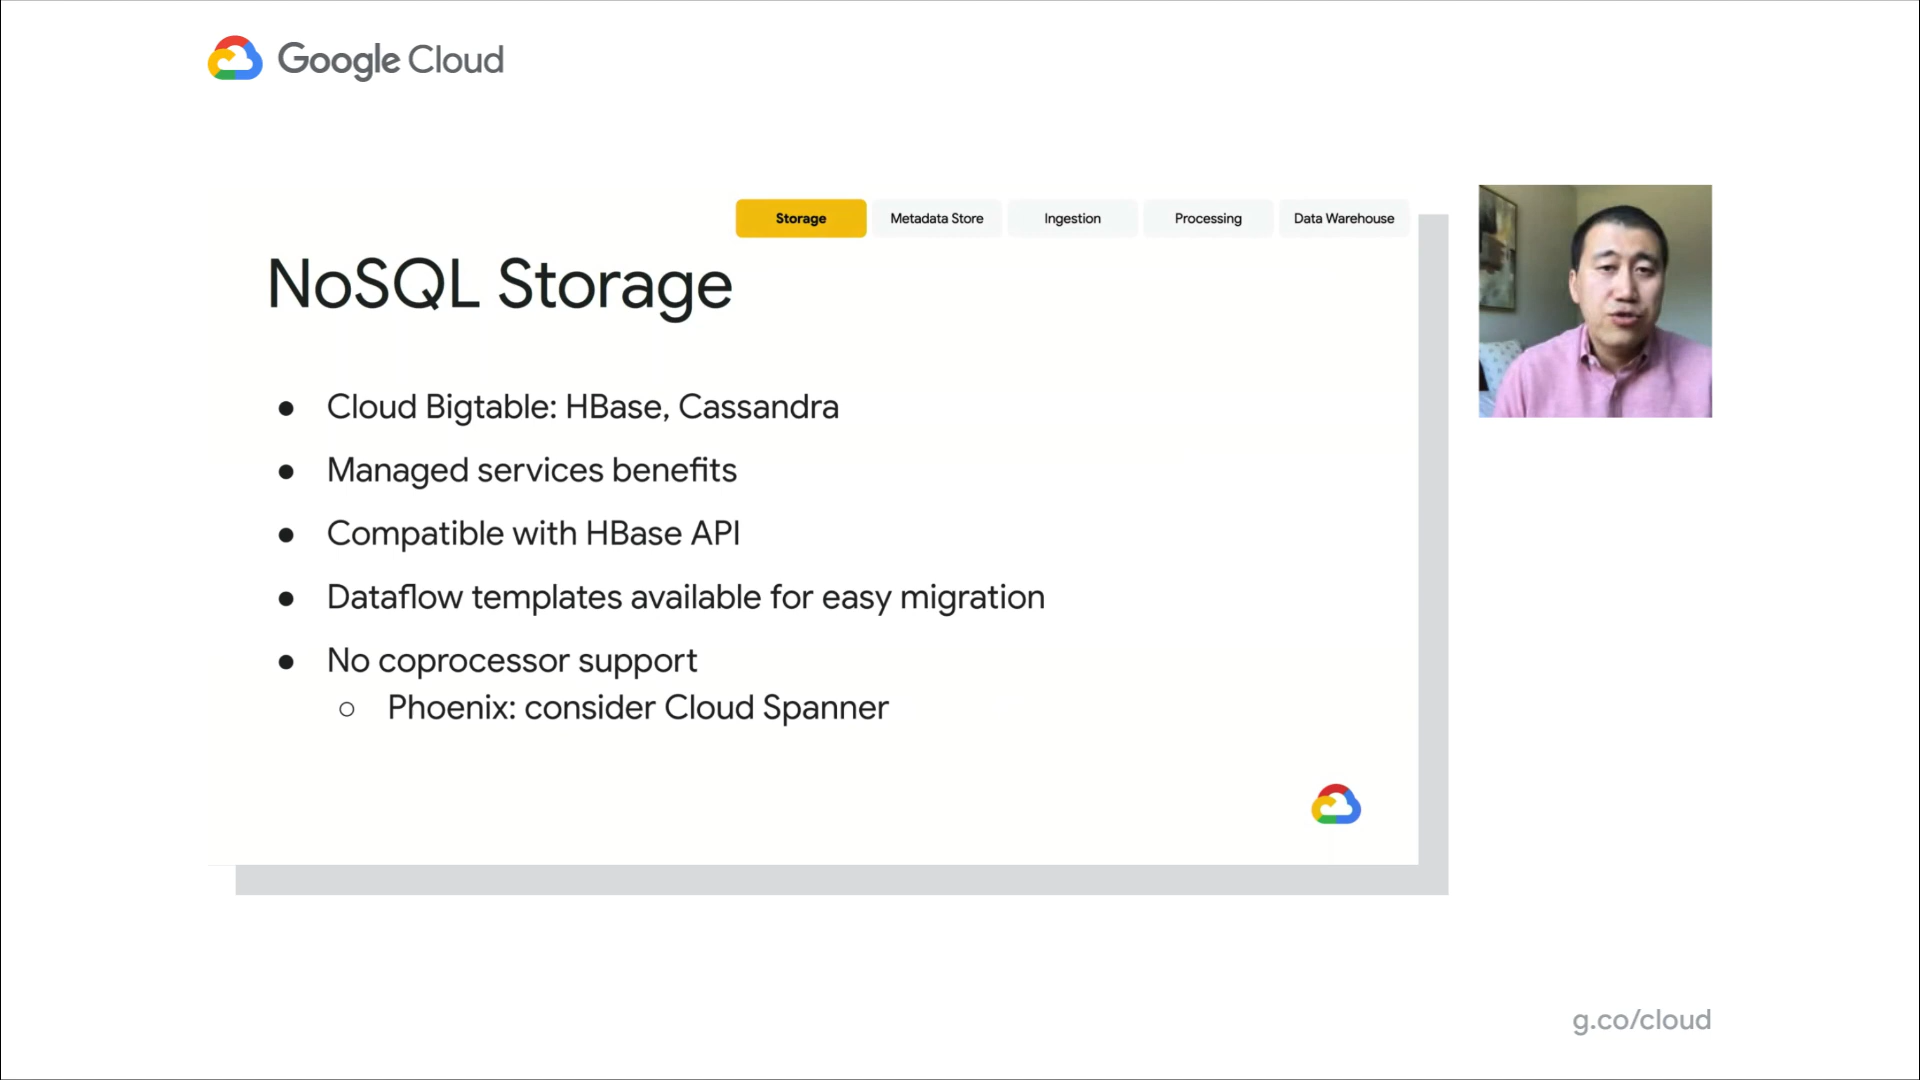 Google Cloud
Storage
Metadata Store
Ingestion
Processing
Data Warehouse
NoSQL Storage
● Cloud Bigtable: HBase, Cassandra
● Managed services benefits
● Compatible with HBase API
● Dataflow templates available for easy migration
● No coprocessor support
○ Phoenix: consider Cloud Spanner
g.co/cloud